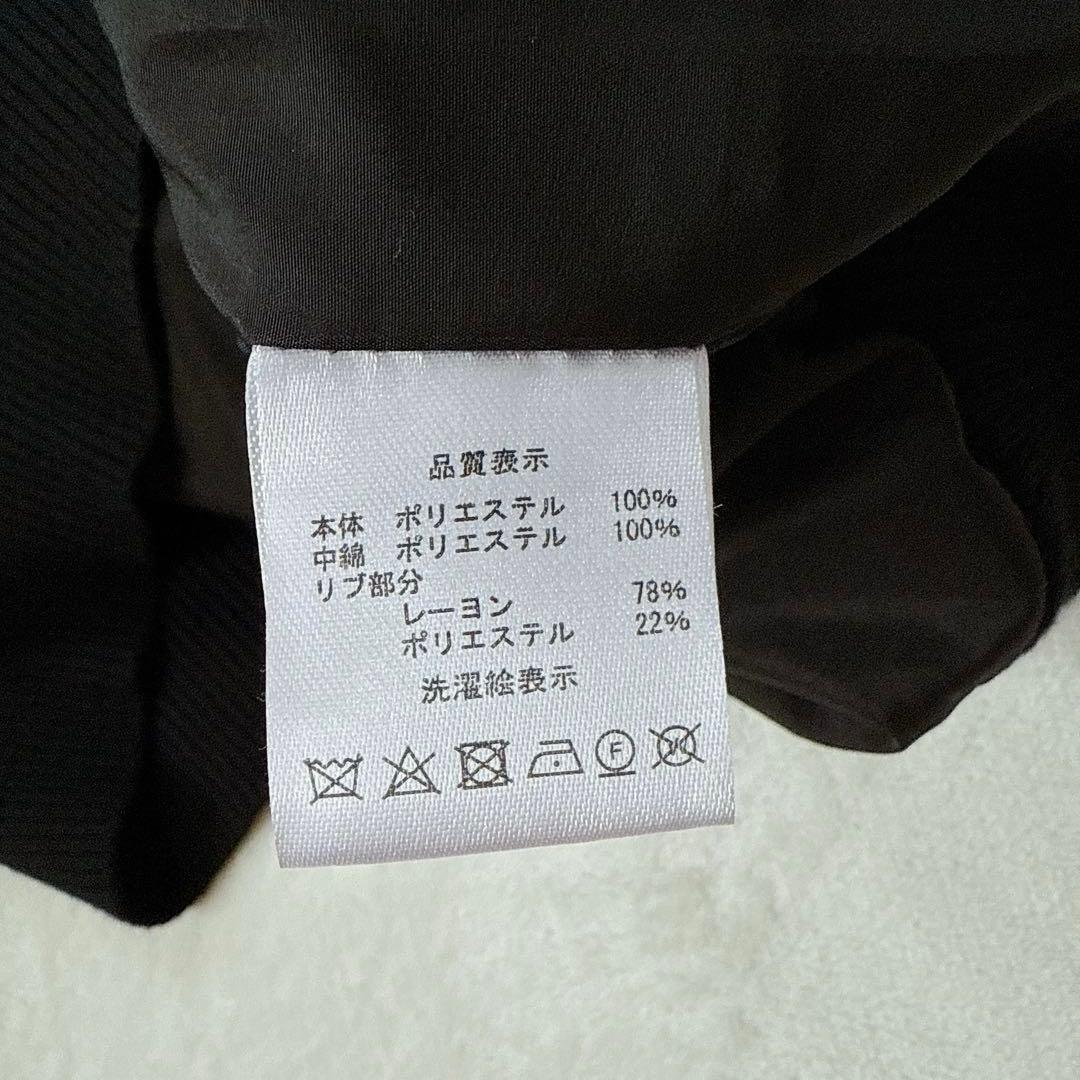 品質表示
本体 ポリエステル 100%
中綿 ポリエステル 100%
リブ部分
レーヨン 78%
ポリエステル 22%
洗濯絵表示
F W